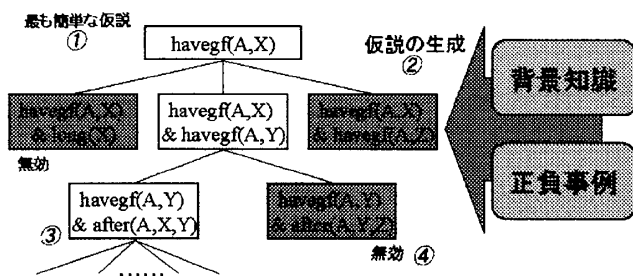 最も簡単な仮説
①
havegf(A,X)
仮説の生成
②
背景知識
正負事例
havegf(A,X)
& long(X)
無効
havegf(A,X)
& havegf(A,Y)
havegf(A,X)
& havegf(A,Z)
③
havegf(A,Y)
& after(A,X,Y)
havegf(A,Y)
& after(A,Y,Z)
無効
④
……